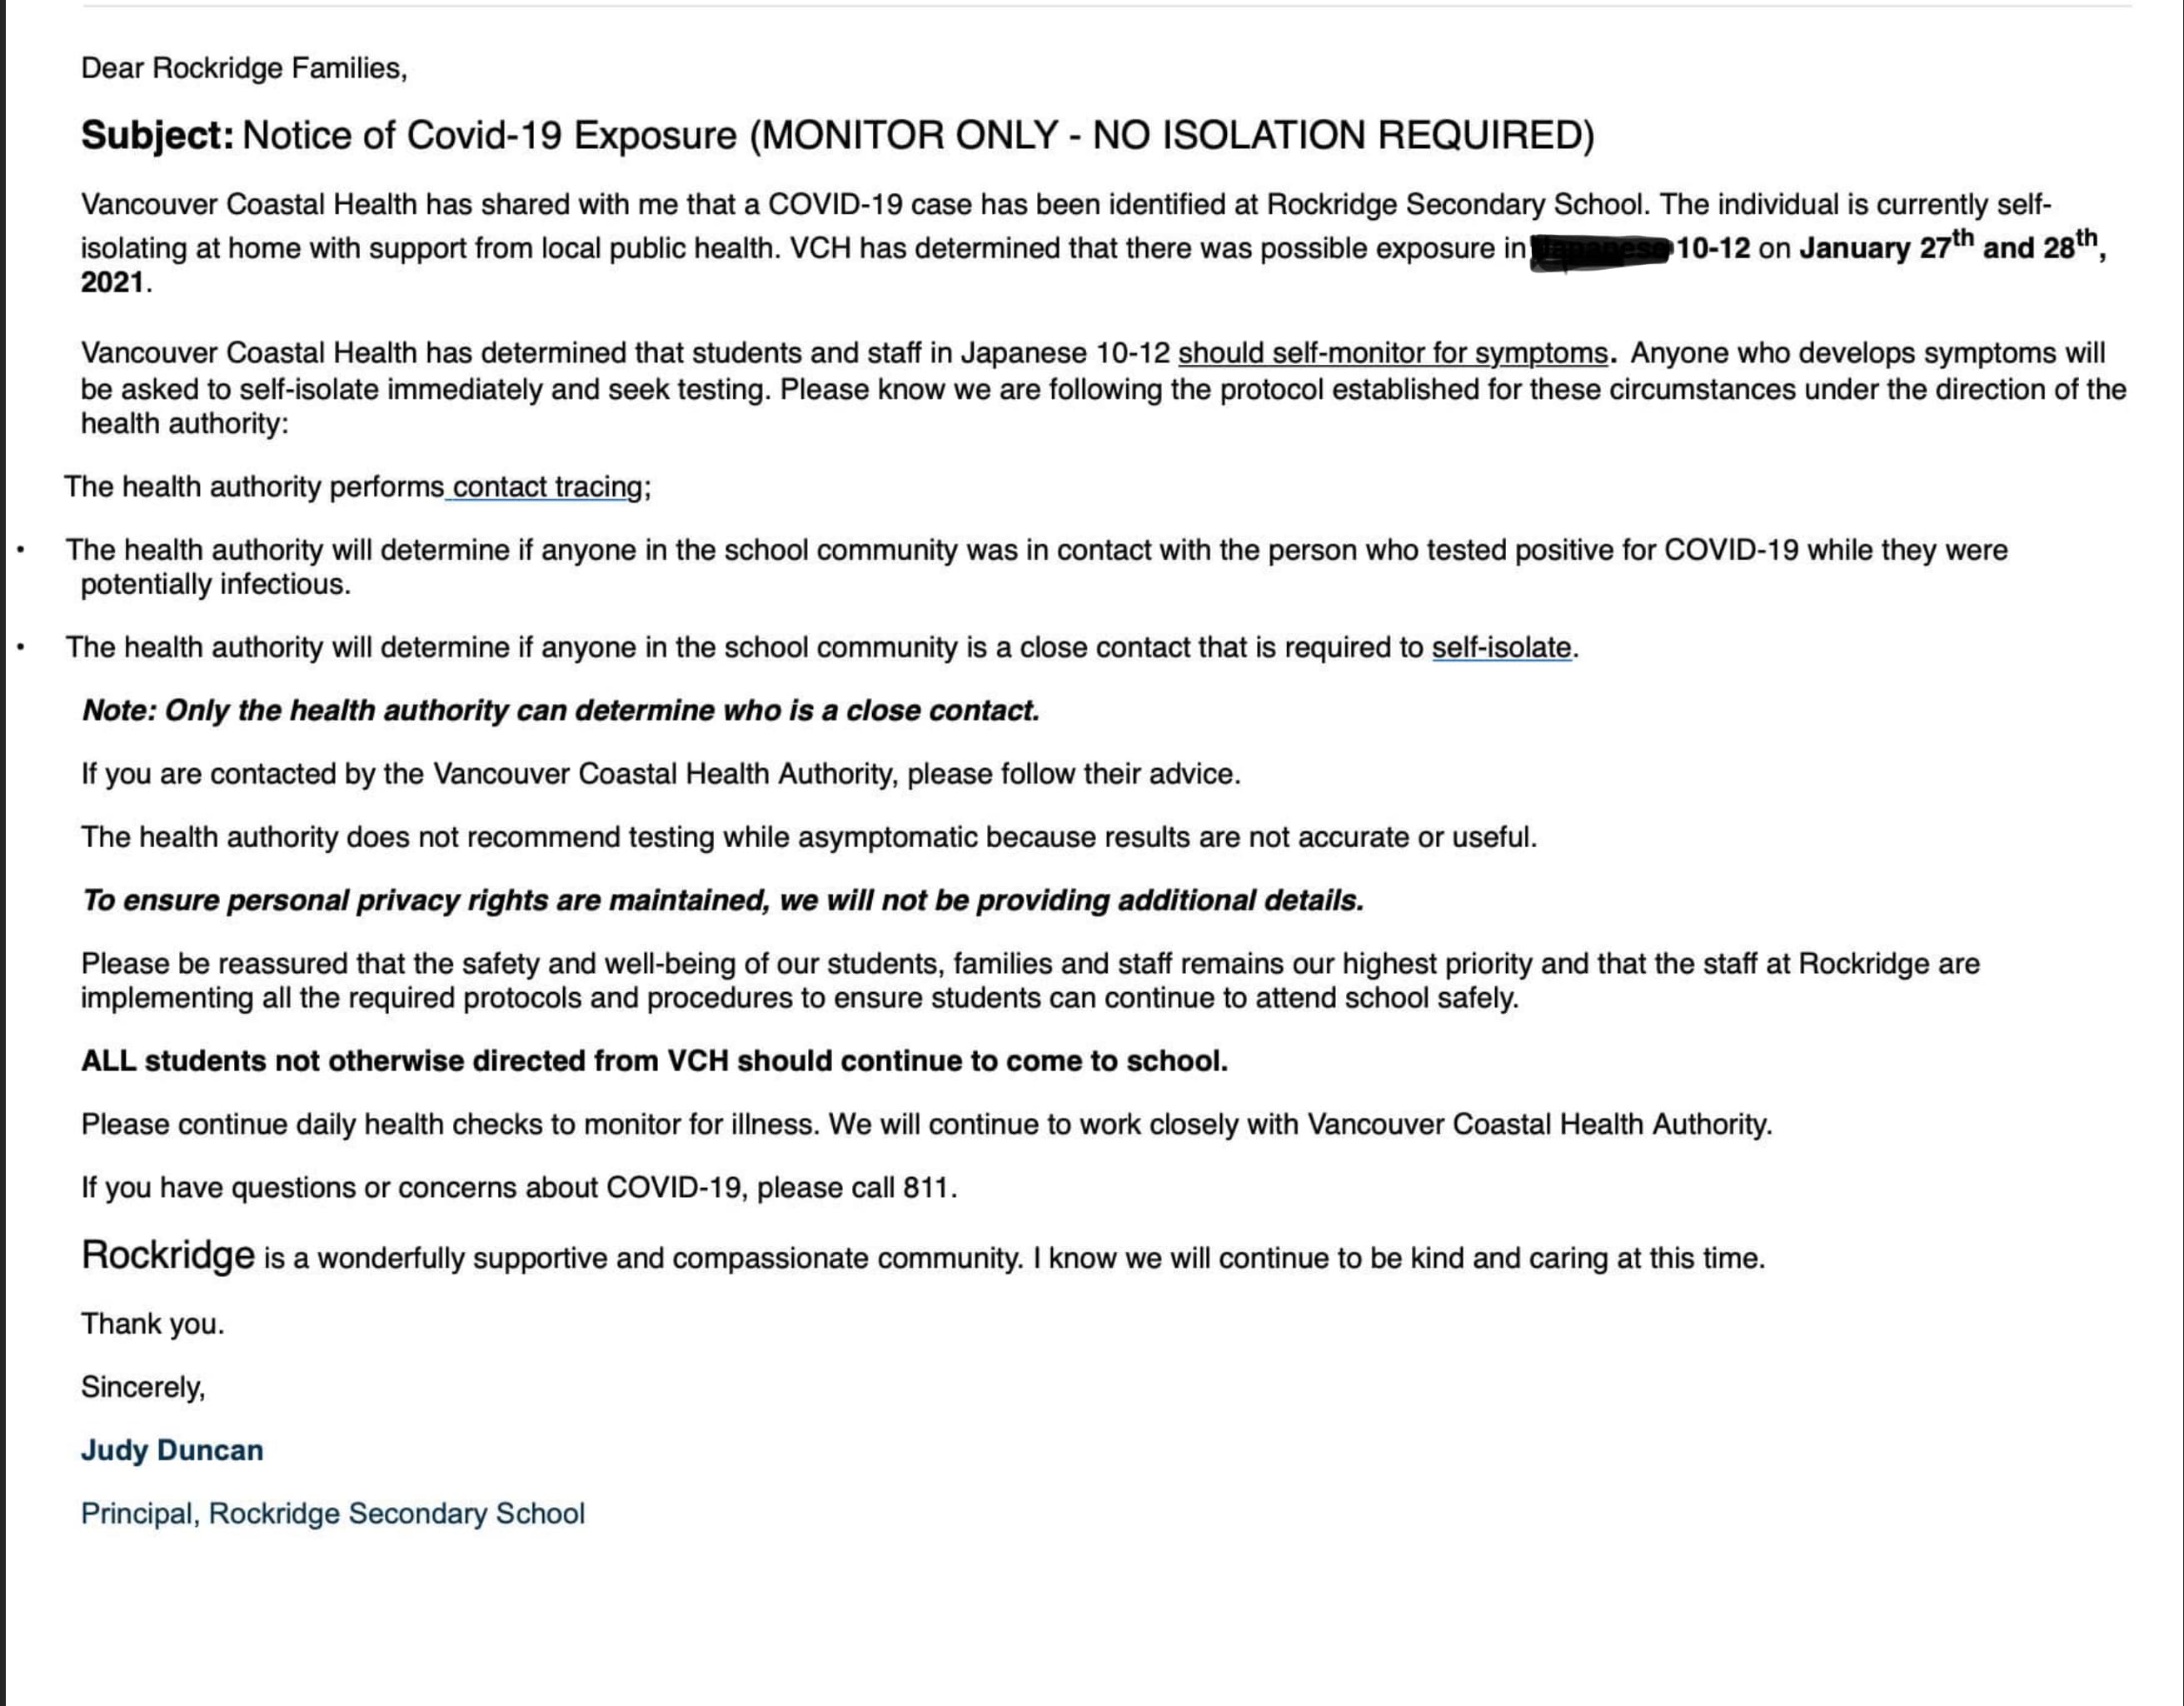 Dear Rockridge Families,
Subject: Notice of Covid-19 Exposure (MONITOR ONLY - NO ISOLATION REQUIRED)
Vancouver Coastal Health has shared with me that a COVID-19 case has been identified at Rockridge Secondary School. The individual is currently self-
isolating at home with support from local public health. VCH has determined that there was possible exposure in 10-12 on January 27th and 28th,
2021.
Vancouver Coastal Health has determined that students and staff in Japanese 10-12 should self-monitor for symptoms. Anyone who develops symptoms will
be asked to self-isolate immediately and seek testing. Please know we are following the protocol established for these circumstances under the direction of the
health authority:
The health authority performs contact tracing;
· The health authority will determine if anyone in the school community was in contact with the person who tested positive for COVID-19 while they were
potentially infectious.
· The health authority will determine if anyone in the school community is a close contact that is required to self-isolate.
Note: Only the health authority can determine who is a close contact.
If you are contacted by the Vancouver Coastal Health Authority, please follow their advice.
The health authority does not recommend testing while asymptomatic because results are not accurate or useful.
To ensure personal privacy rights are maintained, we will not be providing additional details.
Please be reassured that the safety and well-being of our students, families and staff remains our highest priority and that the staff at Rockridge are
implementing all the required protocols and procedures to ensure students can continue to attend school safely.
ALL students not otherwise directed from VCH should continue to come to school.
Please continue daily health checks to monitor for illness. We will continue to work closely with Vancouver Coastal Health Authority.
If you have questions or concerns about COVID-19, please call 811.
Rockridge is a wonderfully supportive and compassionate community. I know we will continue to be kind and caring at this time.
Thank you.
Sincerely,
Judy Duncan
Principal, Rockridge Secondary School